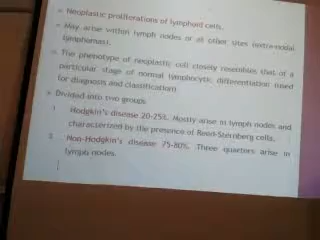 Neoplastic proliferations of lymphoid cells.
May arise within lymph nodes or at other sites (extra-nodal
lymphomas).
The phenotype of neoplastic cell closely resembles that of a
particular stage of normal lymphocytic differentiation (used
for diagnosis and classification)
Divided into two groups
1. Hodgkin's disease 20-25%. Mostly arise in lymph nodes and
characterized by the presence of Reed-Sternberg cells.
2. Non-Hodgkin's disease 75-80%. Three quarters arise in
lymph nodes.